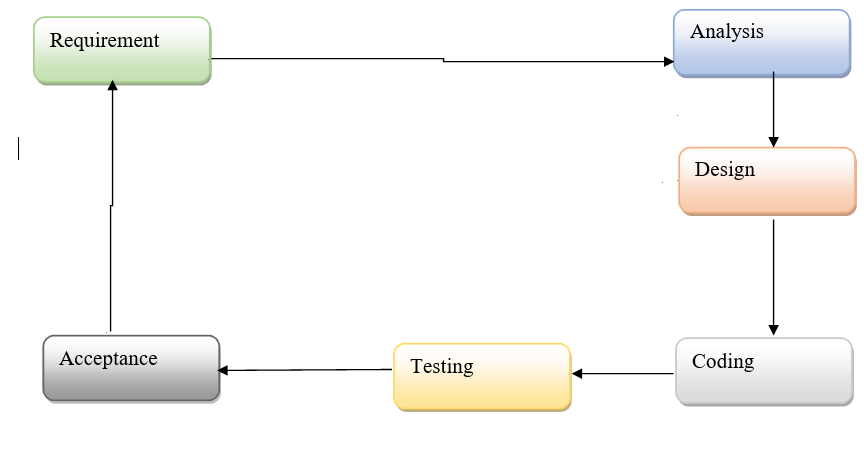 Requirement
Analysis
Design
Coding
Testing
Acceptance